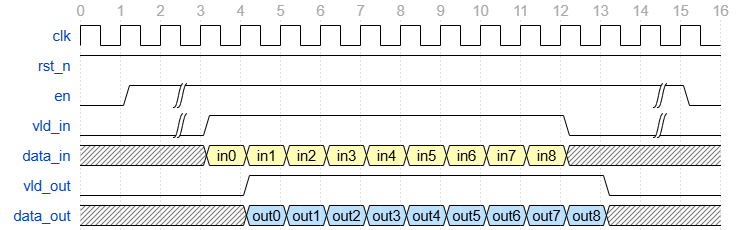 0 1 2 3 4 5 6 7 8 9 10 11 12 13 14 15 16
clk
rst_n
en
vld_in
data_in in0 in1 in2 in3 in4 in5 in6 in7 in8
vld_out
data_out out0 out1 out2 out3 out4 out5 out6 out7 out8